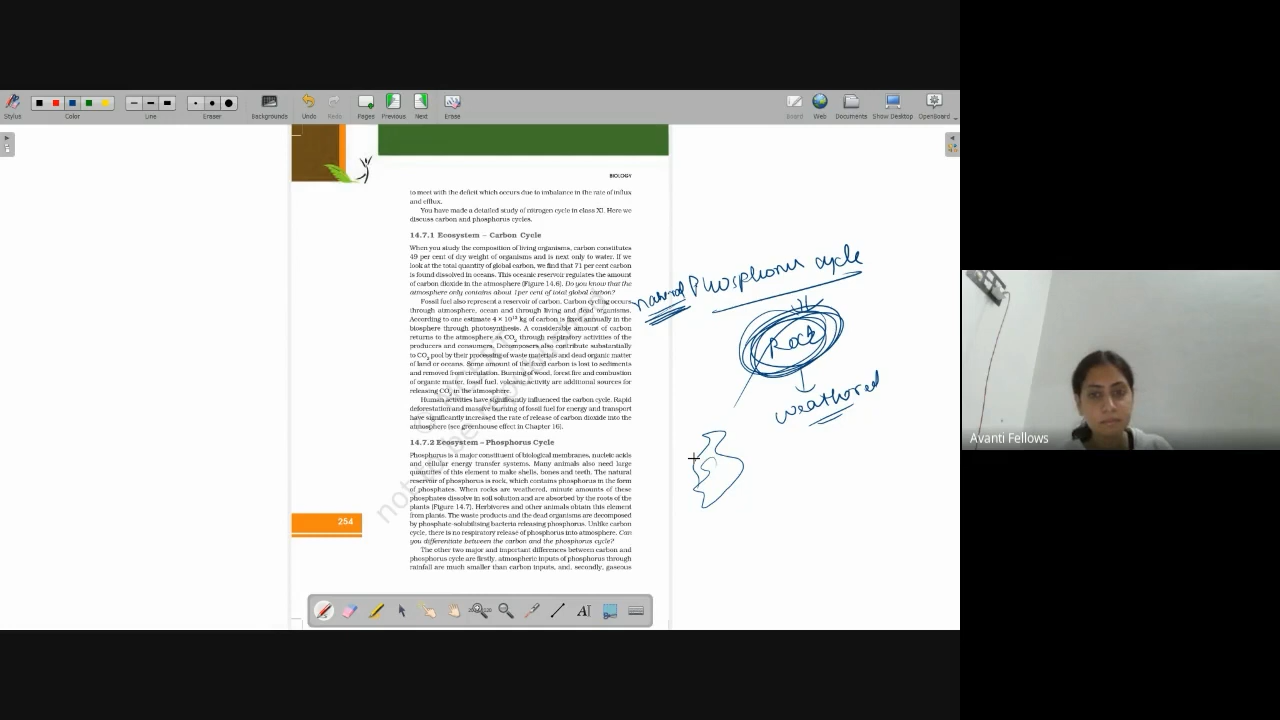 Stylus
Color
Line
Eraser
Backgrounds
Undo
Redo
Pages
Previous
Next
Erase
Board
Web
Documents
Show Desktop
OpenBoard
BIOLOGY
to meet with the deficit which occurs due to imbalance in the rate of influx
and efflux.
You have made a detailed study of nitrogen cycle in class XI. Here we
discuss carbon and phosphorus cycles.
14.7.1 Ecosystem – Carbon Cycle
When you study the composition of living organisms, carbon constitutes
49 per cent of dry weight of organisms and is next only to water. If we
look at the total quantity of global carbon, we find that 71 per cent carbon
is found dissolved in oceans. This oceanic reservoir regulates the amount
of carbon dioxide in the atmosphere (Figure 14.6). Do you know that the
atmosphere only contains about 1per cent of total global carbon?
Fossil fuel also represent a reservoir of carbon. Carbon cycling occurs
through atmosphere, ocean and through living and dead organisms.
According to one estimate 4 × 10¹³ kg of carbon is fixed annually in the
biosphere through photosynthesis. A considerable amount of carbon
returns to the atmosphere as CO₂ through respiratory activities of the
producers and consumers. Decomposers also contribute substantially
to CO₂ pool by their processing of waste materials and dead organic matter
of land or oceans. Some amount of the fixed carbon is lost to sediments
and removed from circulation. Burning of wood, forest fire and combustion
of organic matter, fossil fuel, volcanic activity are additional sources for
releasing CO₂ in the atmosphere.
Human activities have significantly influenced the carbon cycle. Rapid
deforestation and massive burning of fossil fuel for energy and transport
have significantly increased the rate of release of carbon dioxide into the
atmosphere (see greenhouse effect in Chapter 16).
14.7.2 Ecosystem – Phosphorus Cycle
Phosphorus is a major constituent of biological membranes, nucleic acids
and cellular energy transfer systems. Many animals also need large
quantities of this element to make shells, bones and teeth. The natural
reservoir of phosphorus is rock, which contains phosphorus in the form
of phosphates. When rocks are weathered, minute amounts of these
phosphates dissolve in soil solution and are absorbed by the roots of the
plants (Figure 14.7). Herbivores and other animals obtain this element
from plants. The waste products and the dead organisms are decomposed
by phosphate-solubilising bacteria releasing phosphorus. Unlike carbon
cycle, there is no respiratory release of phosphorus into atmosphere. Can
you differentiate between the carbon and the phosphorus cycle?
The other two major and important differences between carbon and
phosphorus cycle are firstly, atmospheric inputs of phosphorus through
rainfall are much smaller than carbon inputs, and, secondly, gaseous
254
Phosphorus cycle
natural
Rock
weathered
Avanti Fellows